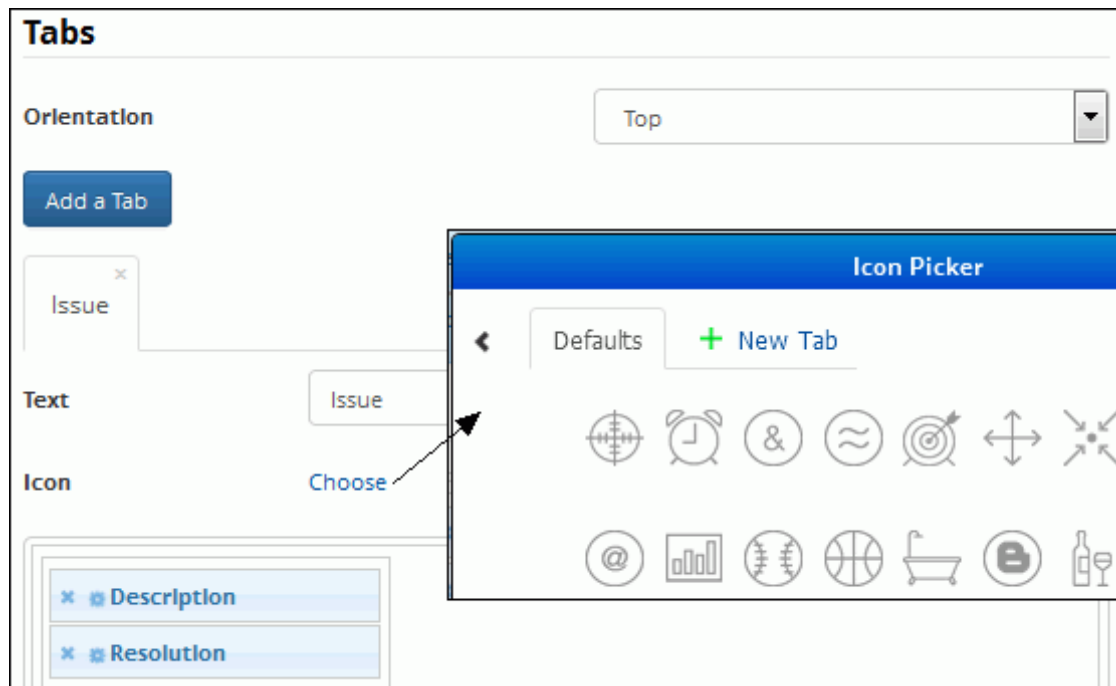 Tabs
Orientation
Top
Add a Tab
Icon Picker
Issue
Defaults
+ New Tab
Text
Issue
&
Icon
Choose
@
B
Description
Resolution